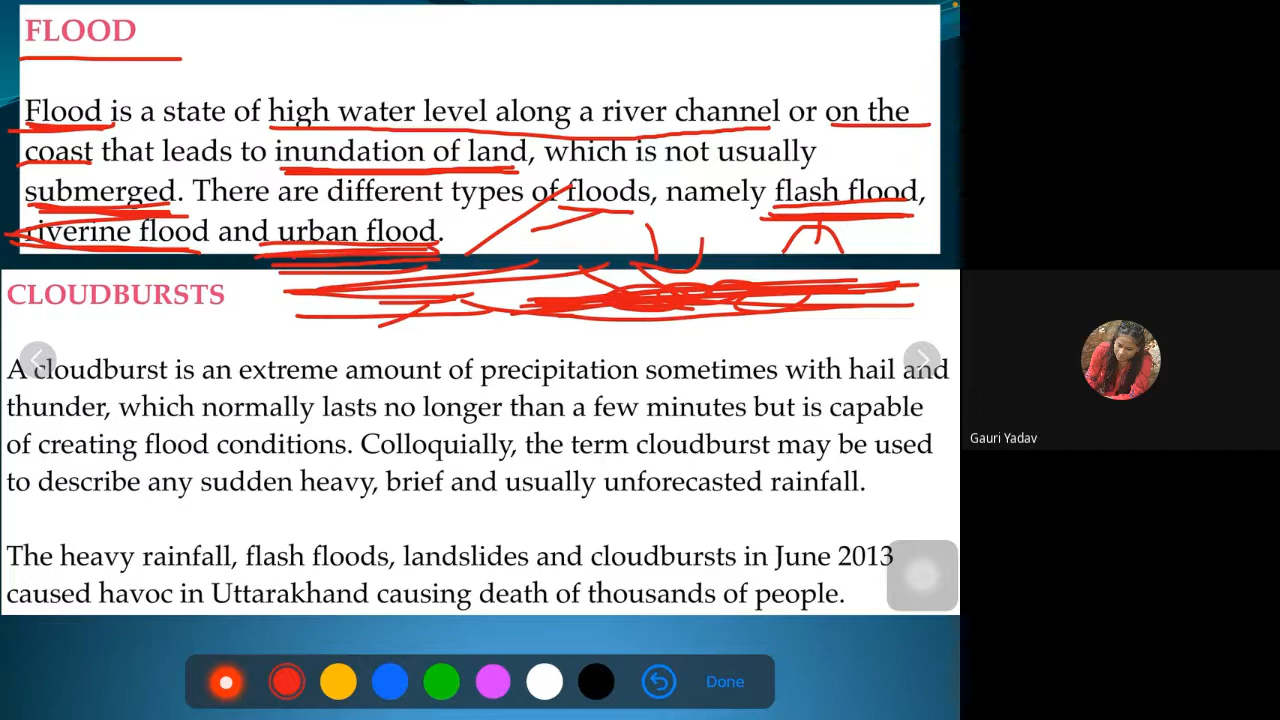 FLOOD
Flood is a state of high water level along a river channel or on the
coast that leads to inundation of land, which is not usually
submerged. There are different types of floods, namely flash flood,
riverine flood and urban flood.
CLOUDBURSTS
A cloudburst is an extreme amount of precipitation sometimes with hail and
thunder, which normally lasts no longer than a few minutes but is capable
of creating flood conditions. Colloquially, the term cloudburst may be used
to describe any sudden heavy, brief and usually unforecasted rainfall.
The heavy rainfall, flash floods, landslides and cloudbursts in June 2013
caused havoc in Uttarakhand causing death of thousands of people.
Gauri Yadav
Done